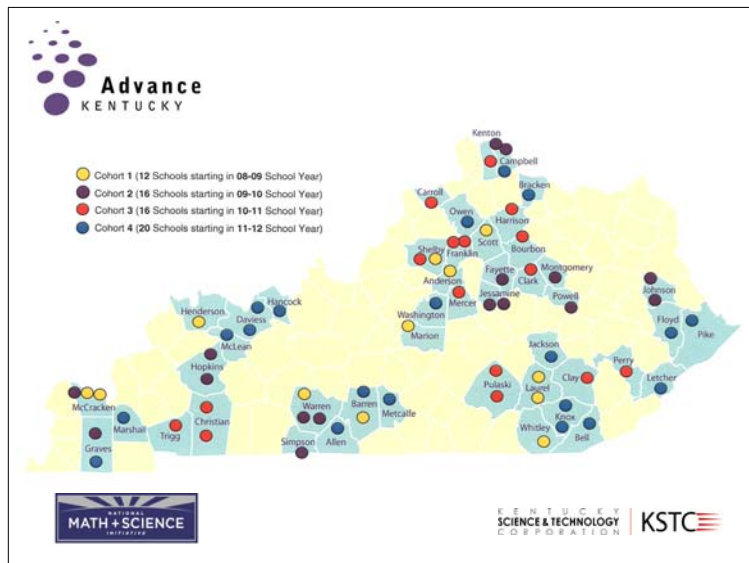 Advance
KENTUCKY
Cohort 1 (12 Schools starting in 08-09 School Year)
Cohort 2 (16 Schools starting in 09-10 School Year)
Cohort 3 (16 Schools starting in 10-11 School Year)
Cohort 4 (20 Schools starting in 11-12 School Year)
Kenton
Campbell
Bracken
Carroll
Owen
Harrison
Scott
Bourbon
Shelby
Franklin
Anderson
Fayette
Clark
Montgomery
Mercer
Jessamine
Powell
Johnson
Washington
Marion
Floyd
Pike
Henderson
Daviess
Hancock
McLean
Hopkins
Jackson
Perry
Letcher
Pulaski
Laurel
Clay
McCracken
Marshall
Graves
Trigg
Christian
Warren
Barren
Metcalfe
Simpson
Allen
Whitley
Knox
Bell
NATIONAL
MATH + SCIENCE
INITIATIVE
KENTUCKY
SCIENCE & TECHNOLOGY
CORPORATION
KSTC